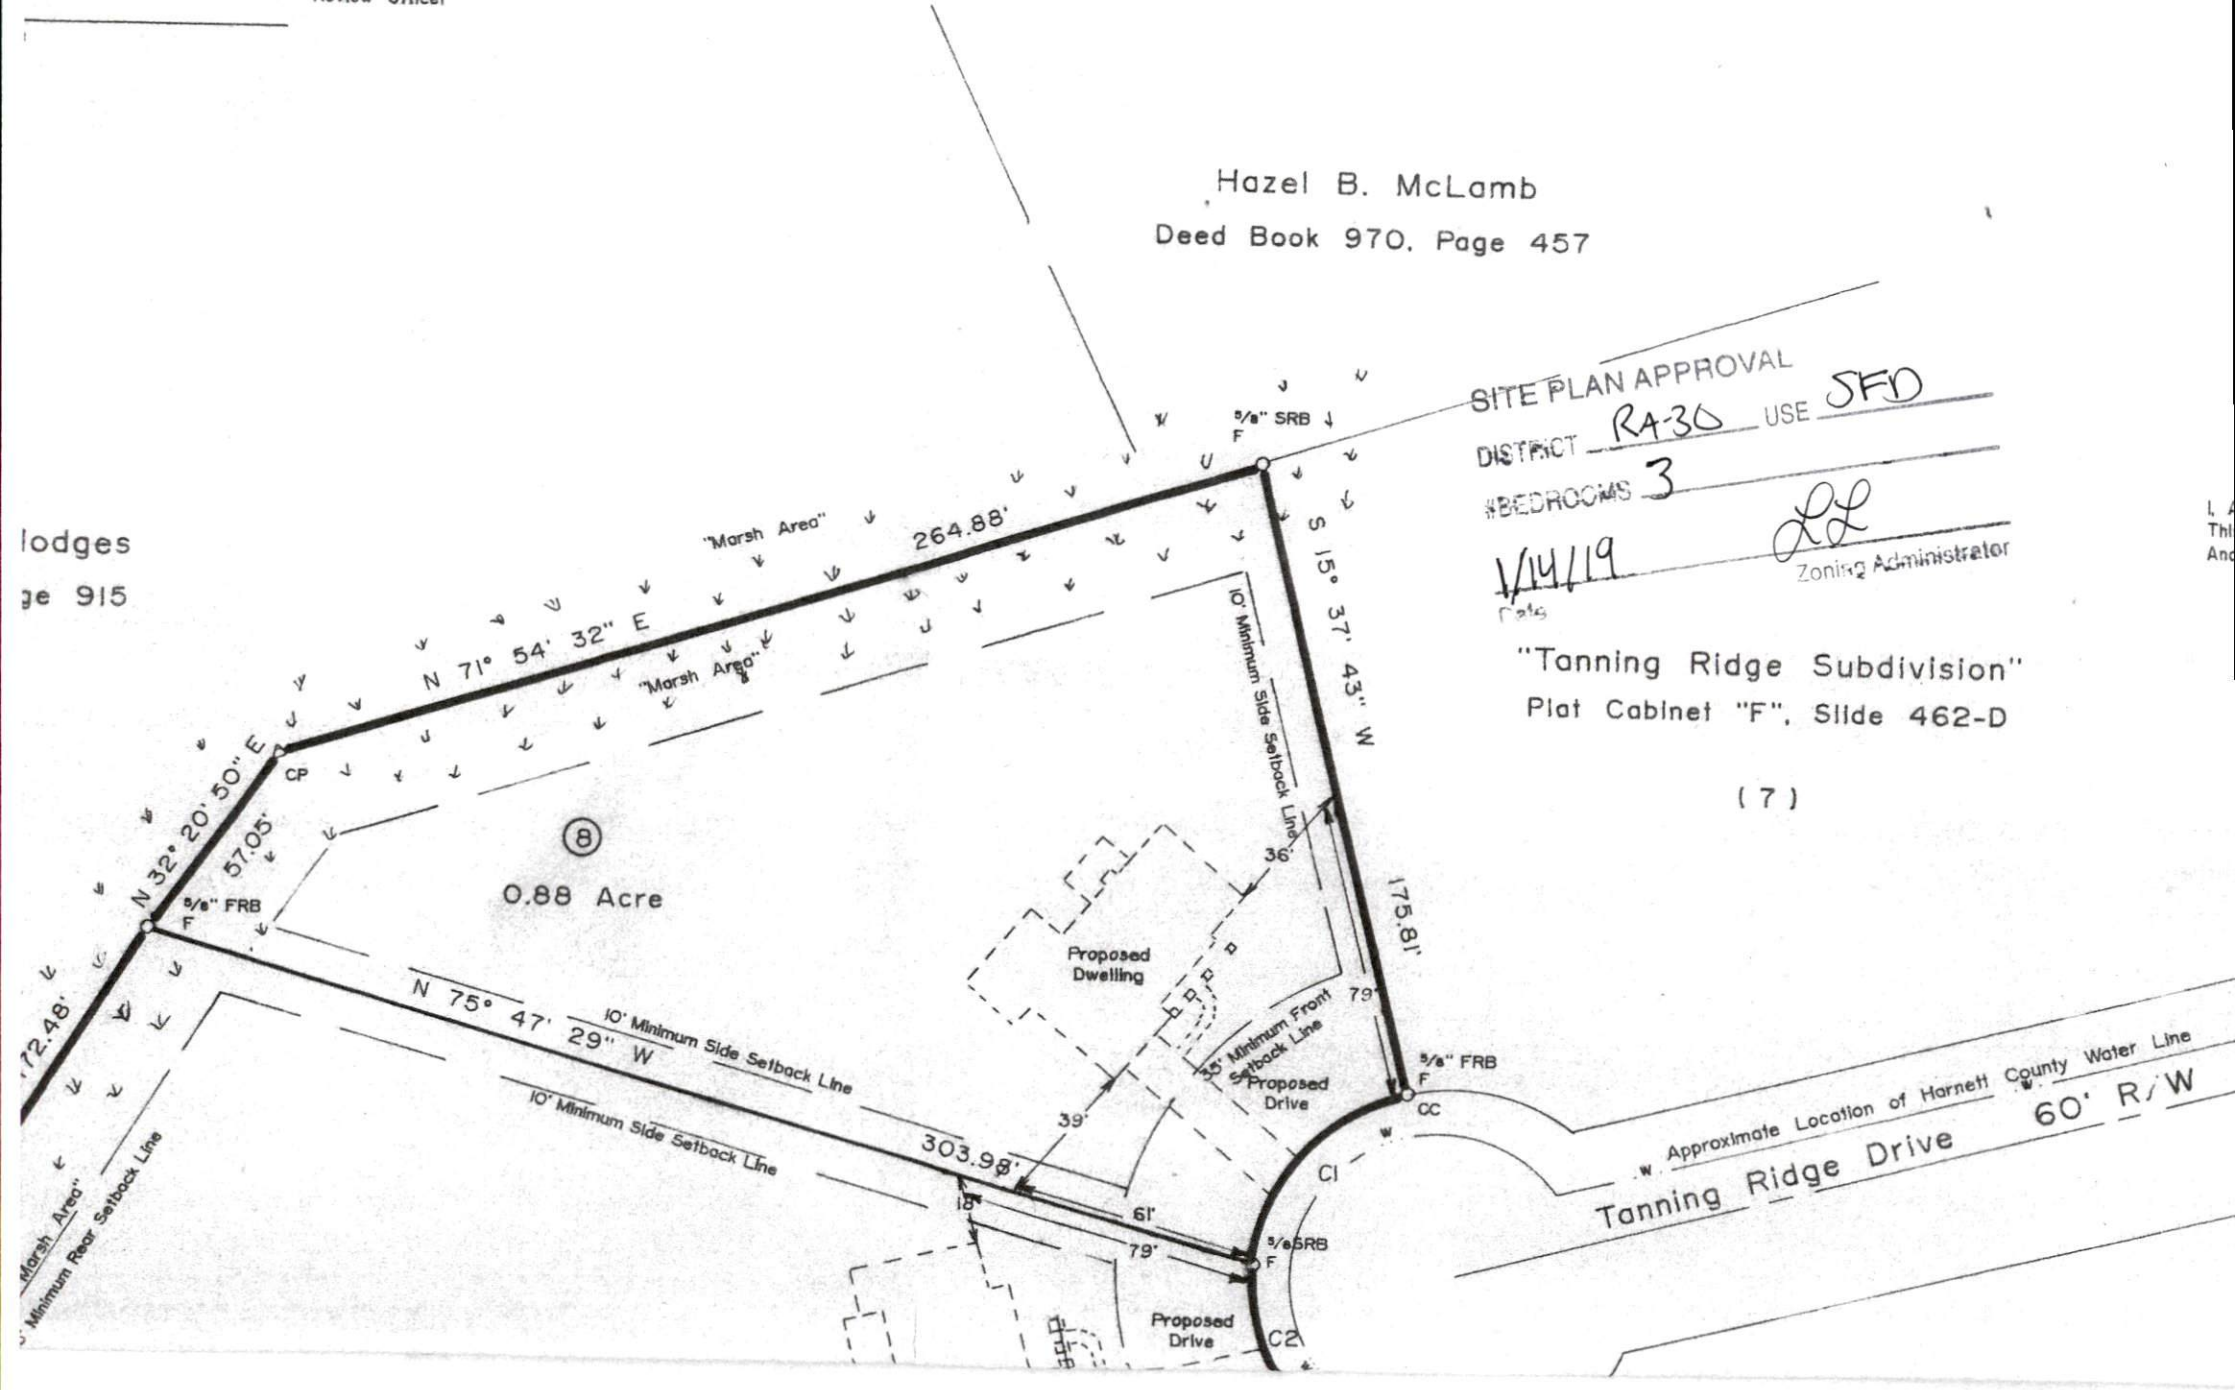 Hazel B. McLamb
Deed Book 970, Page 457
SITE PLAN APPROVAL
DISTRICT RA-30 USE SFD
#BEDROOMS 3
1/14/19 LL
Date Zoning Administrator
"Tanning Ridge Subdivision"
Plat Cabinet "F", Slide 462-D
(7)
lodges
ge 915
I, A
Thi
And
5/8" SRB
F
"Marsh Area"
264.88'
N 71° 54' 32" E
"Marsh Area"
S 15° 37' 43" W
175.81'
10' Minimum Side Setback Line
CP
N 32° 20' 50" E
57.05'
5/8" FRB
F
8
0.88 Acre
36'
Proposed
Dwelling
79'
35' Minimum Front
Setback Line
Proposed
Drive
5/8" FRB
F
CC
N 75° 47' 29" W
303.98'
10' Minimum Side Setback Line
10' Minimum Side Setback Line
39'
61'
18'
79'
5/8 SRB
F
C1
C2
W
W
W
Approximate Location of Harnett County Water Line
Tanning Ridge Drive 60' R/W
72.48'
Marsh Area"
Minimum Rear Setback Line
Proposed
Drive